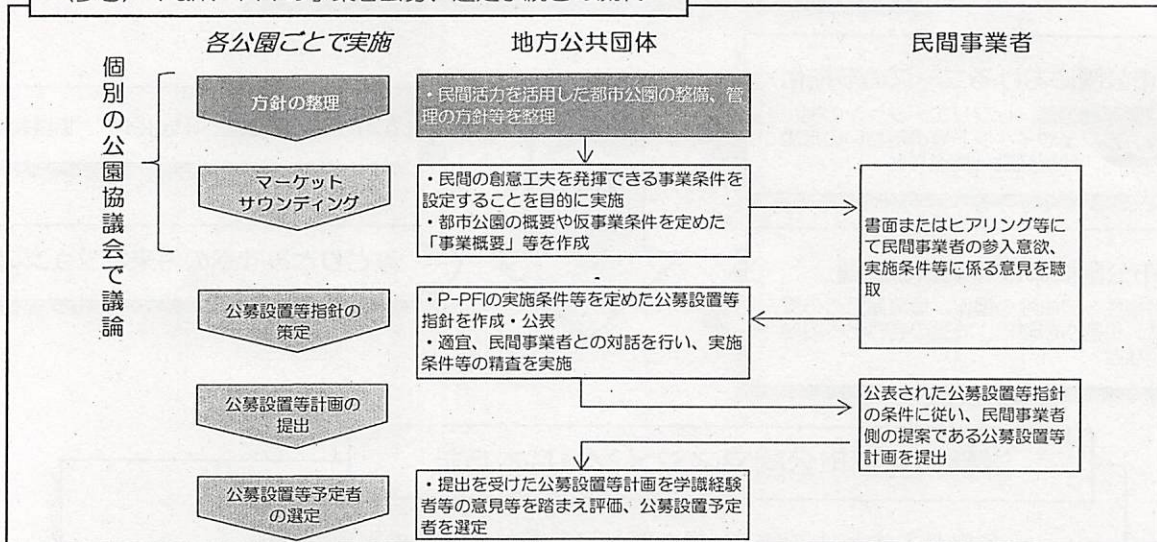 各公園ごとで実施
地方公共団体
民間事業者
個別の公園協議会で議論
方針の整理
・民間活力を活用した都市公園の整備、管
理の方針等を整理
マーケット
サウンディング
・民間の創意工夫を発揮できる事業条件を
設定することを目的に実施
・都市公園の概要や仮事業条件を定めた
「事業概要」等を作成
書面またはヒアリング等に
て民間事業者の参入意欲、
実施条件等に係る意見を聴
取
公募設置等指針の
策定
・P-PFIの実施条件等を定めた公募設置等
指針を作成・公表
・適宜、民間事業者との対話を行い、実施
条件等の精査を実施
公募設置等計画の
提出
公表された公募設置等指針
の条件に従い、民間事業者
側の提案である公募設置等
計画を提出
公募設置等予定者
の選定
・提出を受けた公募設置等計画を学識経験
者等の意見等を踏まえ評価、公募設置予定
者を選定